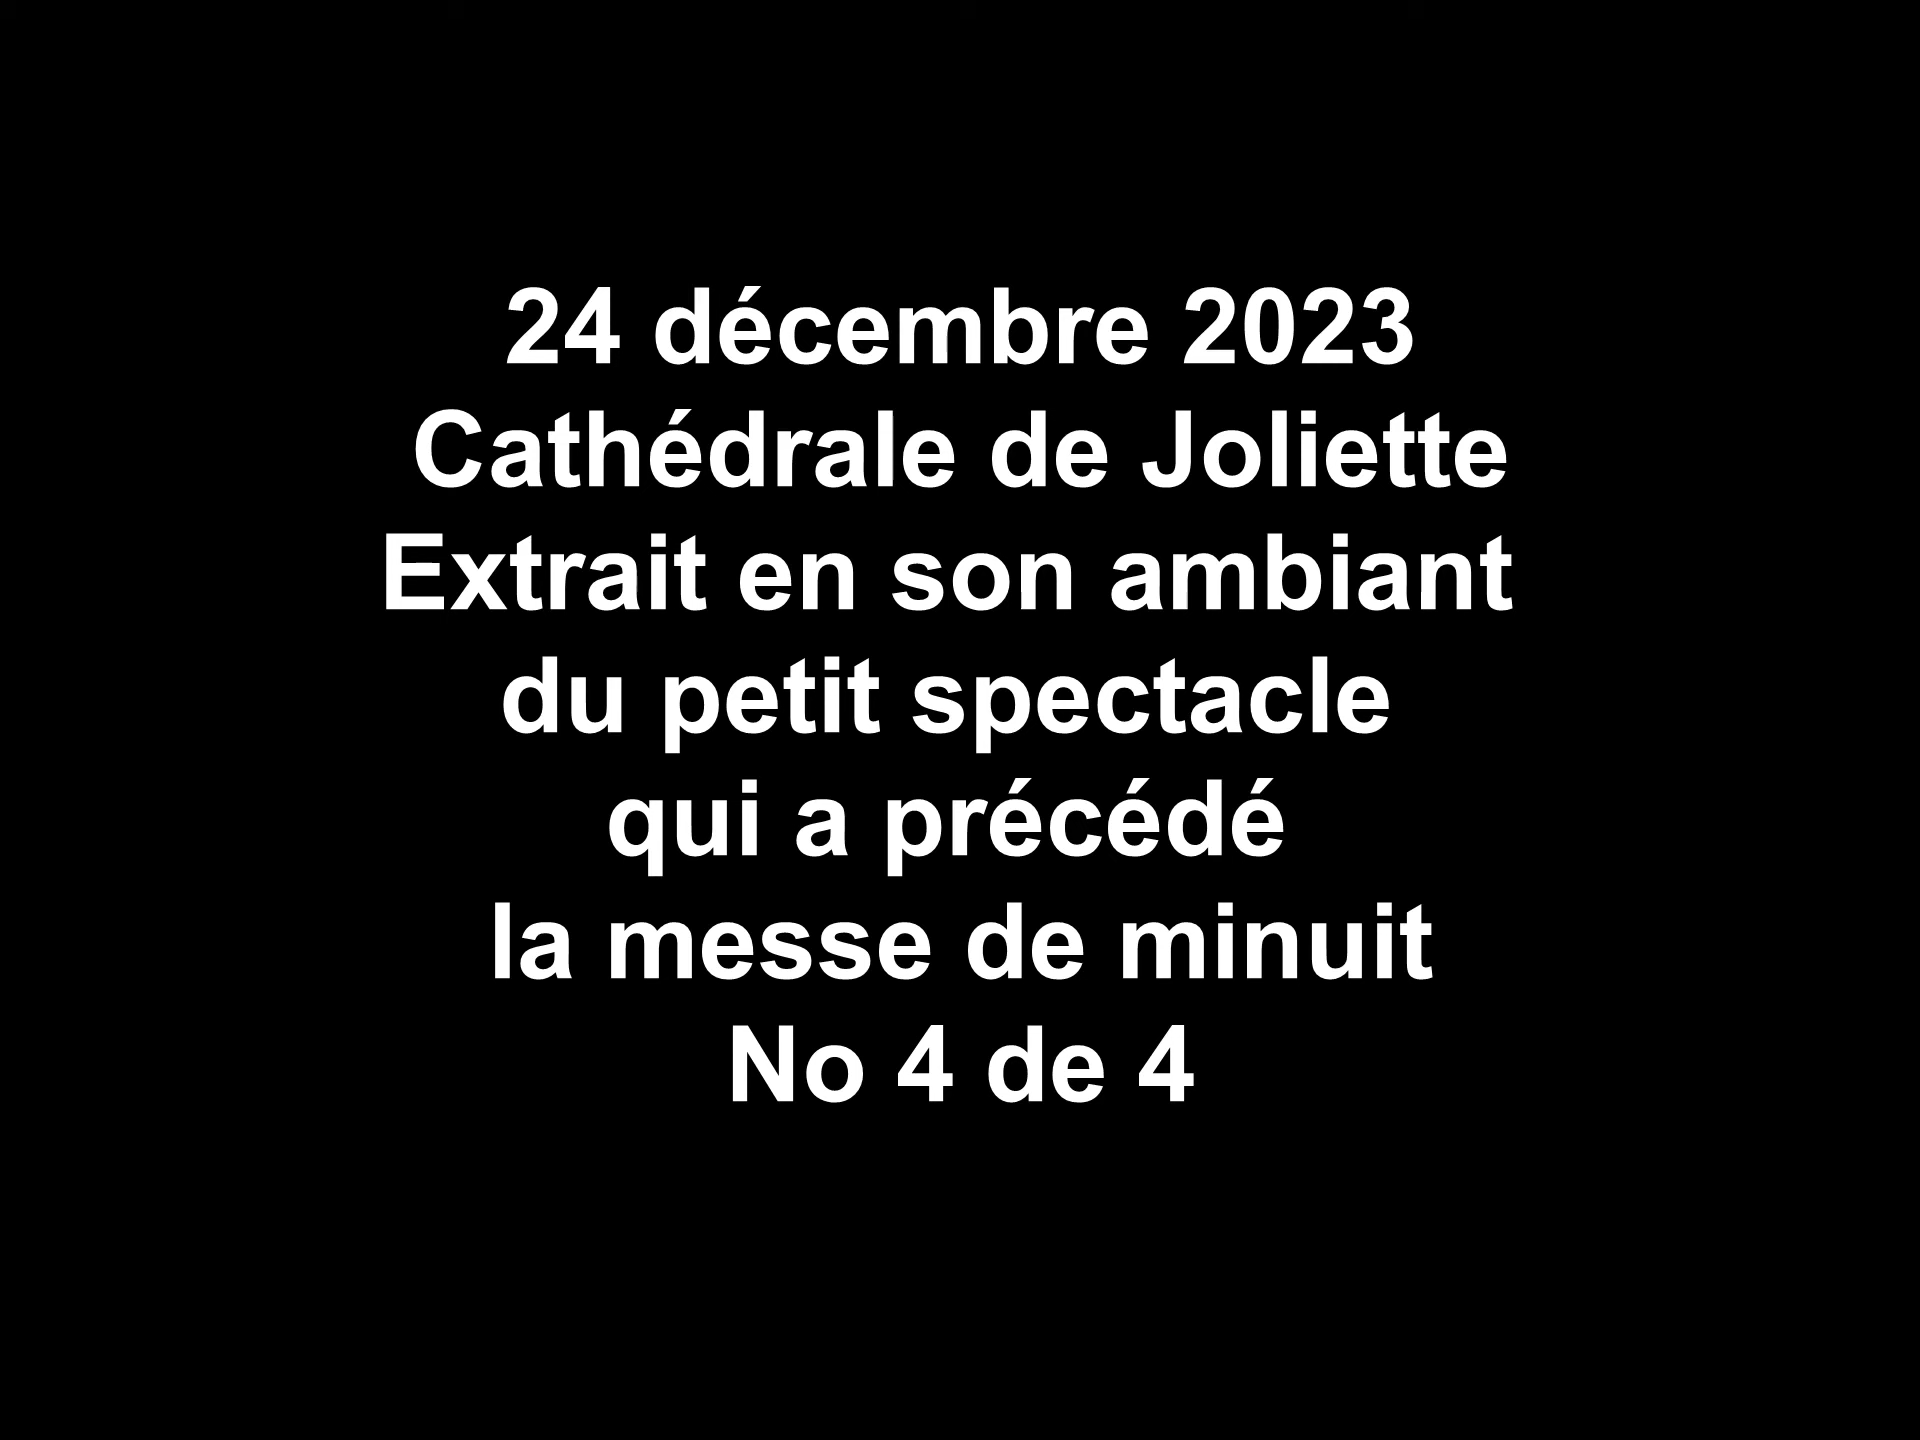 24 décembre 2023
Cathédrale de Joliette
Extrait en son ambiant
du petit spectacle
qui a précédé
la messe de minuit
No 4 de 4